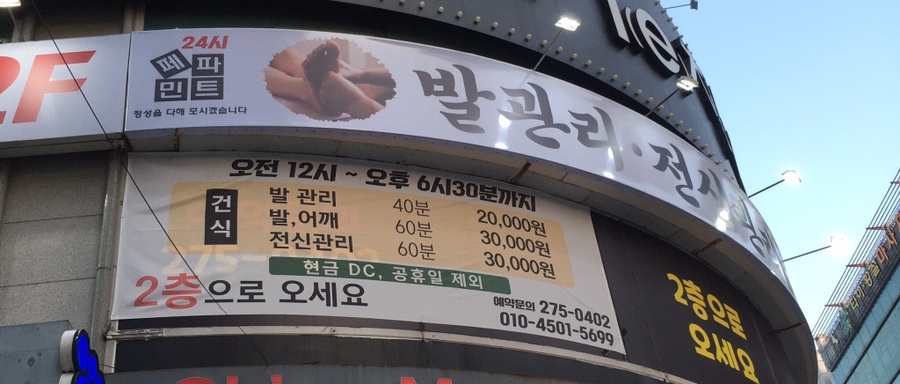 2F
24시
페파
민트
정성을 다해 모시겠습니다
발관리·전신
오전 12시 ~ 오후 6시30분까지
건식
발 관리 40분 20,000원
발,어깨 60분 30,000원
전신관리 60분 30,000원
현금 DC, 공휴일 제외
2층으로 오세요
예약문의 275-0402
010-4501-5699
2층으로
오세요